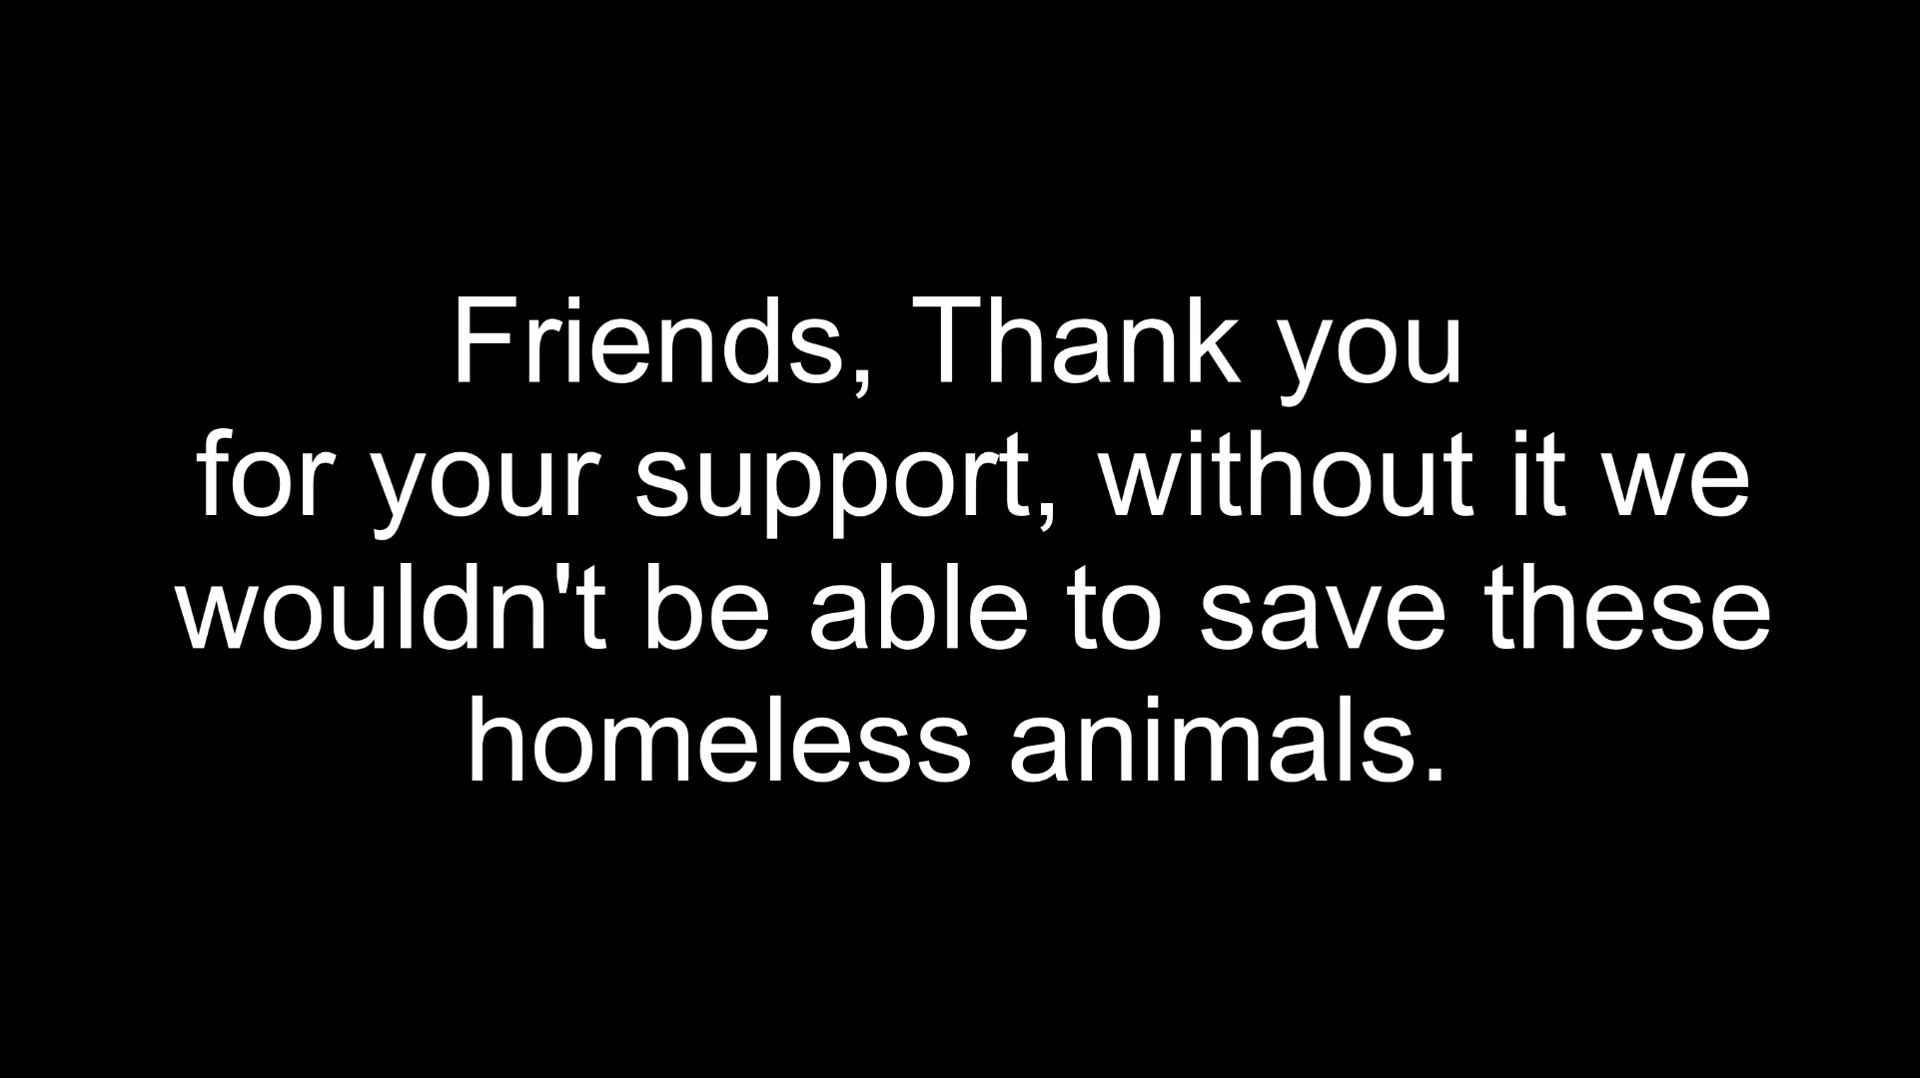 Friends, Thank you
for your support, without it we
wouldn't be able to save these
homeless animals.